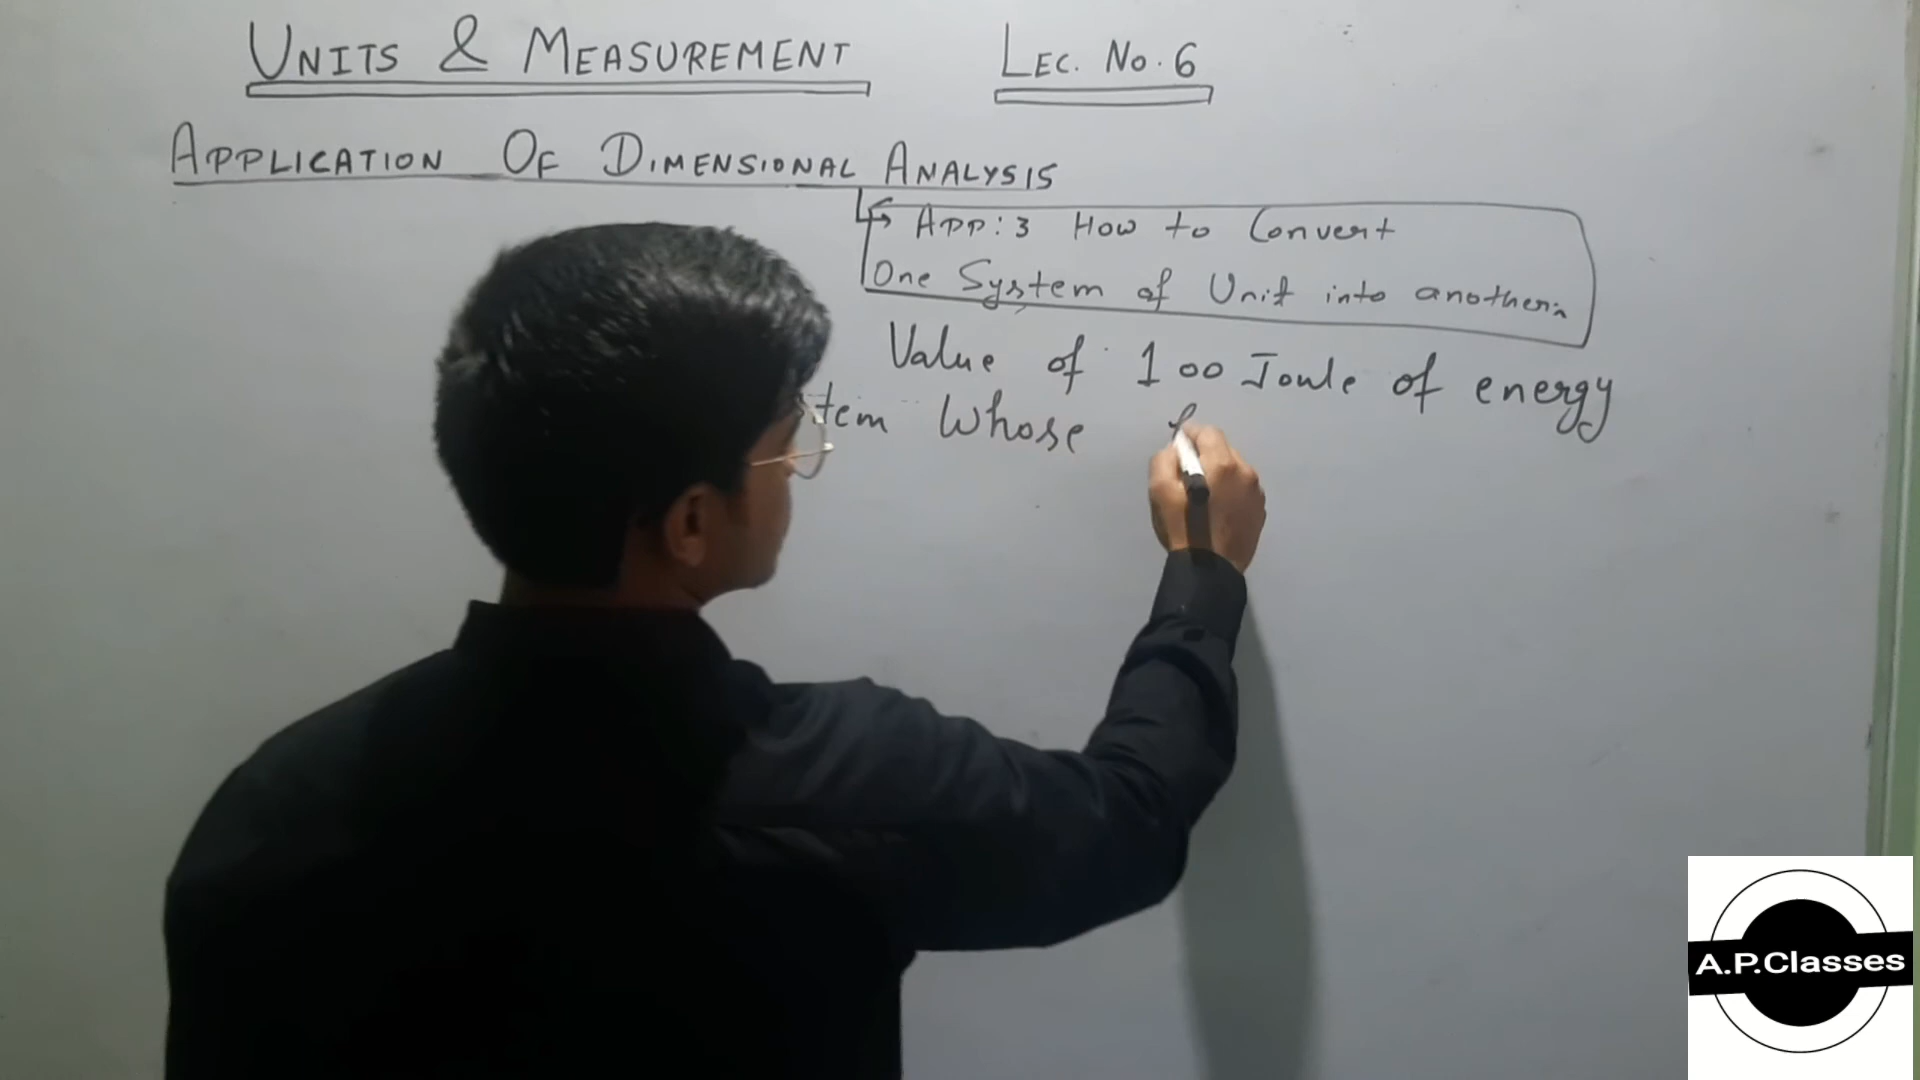 UNITS & MEASUREMENT LEC. No. 6
APPLICATION OF DIMENSIONAL ANALYSIS
APP: 3 How to Convert
One System of Unit into another:
Value of 100 Joule of energy
tem Whose
A.P.Classes